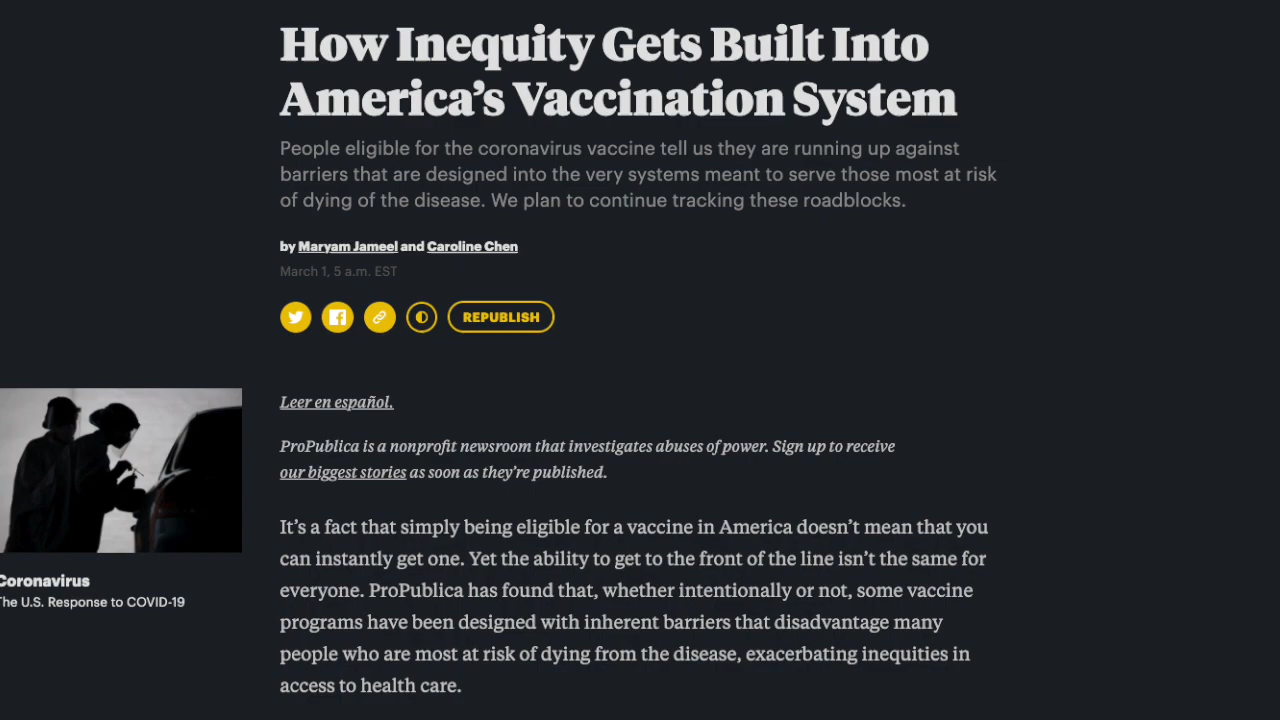 How Inequity Gets Built Into
America's Vaccination System
People eligible for the coronavirus vaccine tell us they are running up against
barriers that are designed into the very systems meant to serve those most at risk
of dying of the disease. We plan to continue tracking these roadblocks.
by Maryam Jameel and Caroline Chen
March 1, 5 a.m. EST
REPUBLISH
Leer en español.
ProPublica is a nonprofit newsroom that investigates abuses of power. Sign up to receive
our biggest stories as soon as they're published.
It's a fact that simply being eligible for a vaccine in America doesn't mean that you
can instantly get one. Yet the ability to get to the front of the line isn't the same for
everyone. ProPublica has found that, whether intentionally or not, some vaccine
programs have been designed with inherent barriers that disadvantage many
people who are most at risk of dying from the disease, exacerbating inequities in
access to health care.
Coronavirus
The U.S. Response to COVID-19